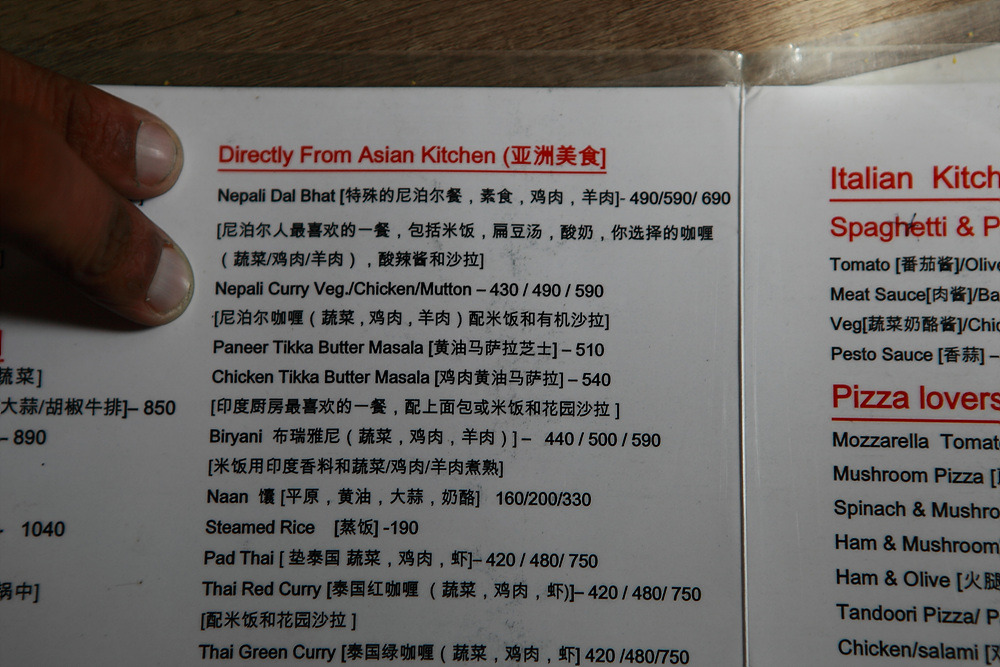 Directly From Asian Kitchen (亚洲美食]
Nepali Dal Bhat [特殊的尼泊尔餐，素食，鸡肉，羊肉]- 490/590/ 690
[尼泊尔人最喜欢的一餐，包括米饭，扁豆汤，酸奶，你选择的咖喱
（蔬菜/鸡肉/羊肉），酸辣酱和沙拉]
Nepali Curry Veg./Chicken/Mutton – 430 / 490 / 590
[尼泊尔咖喱（蔬菜，鸡肉，羊肉）配米饭和有机沙拉]
Paneer Tikka Butter Masala [黄油马萨拉芝士] – 510
Chicken Tikka Butter Masala [鸡肉黄油马萨拉] – 540
[印度厨房最喜欢的一餐，配上面包或米饭和花园沙拉 ]
Biryani 布瑞雅尼（蔬菜，鸡肉，羊肉）] – 440 / 500 / 590
[米饭用印度香料和蔬菜/鸡肉/羊肉煮熟]
Naan 馕 [平原，黄油，大蒜，奶酪] 160/200/330
Steamed Rice [蒸饭] -190
Pad Thai [ 垫泰国 蔬菜，鸡肉，虾]– 420 / 480/ 750
Thai Red Curry [泰国红咖喱 （蔬菜，鸡肉，虾)]– 420 / 480/ 750
[配米饭和花园沙拉 ]
Thai Green Curry [泰国绿咖喱（蔬菜，鸡肉，虾] 420 /480/750
蔬菜]
大蒜/胡椒牛排]– 850
– 890
1040
锅中]
Italian
Spaghetti &
Tomato [番茄酱]/Olive
Meat Sauce[肉酱]/
Veg[蔬菜奶酪酱]/
Pesto Sauce [香蒜] –
Pizza lovers
Mozzarella
Mushroom Pizza [
Spinach &
Ham & Mushroom
Ham & Olive [火腿
Tandoori Pizza/
Chicken/salami [